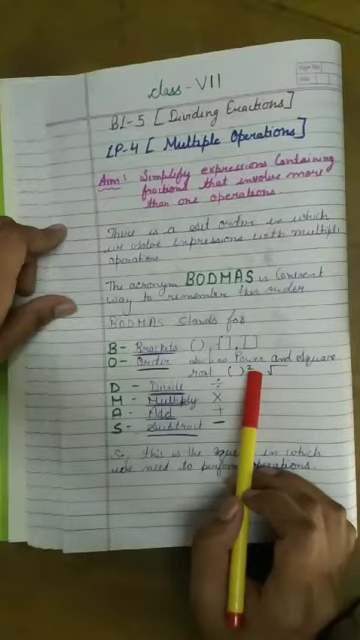 Class - VII
BL-5 [Dividing Fractions]
LP-4 [Multiple Operations]
Aim: Simplify expressions containing
fractions that involve more
than one operations.
There is a set order in which
we solve expressions with multiple
operations
The acronym BODMAS is
way to remember this order
BODMAS stands for
B- Brackets (), { }, [ ]
O- Order such as Power and Square
root ( )² √
D - Divide ÷
M - Multiply ×
A - Add +
S - Subtract −
So, this is the in which
we need to perform operations.